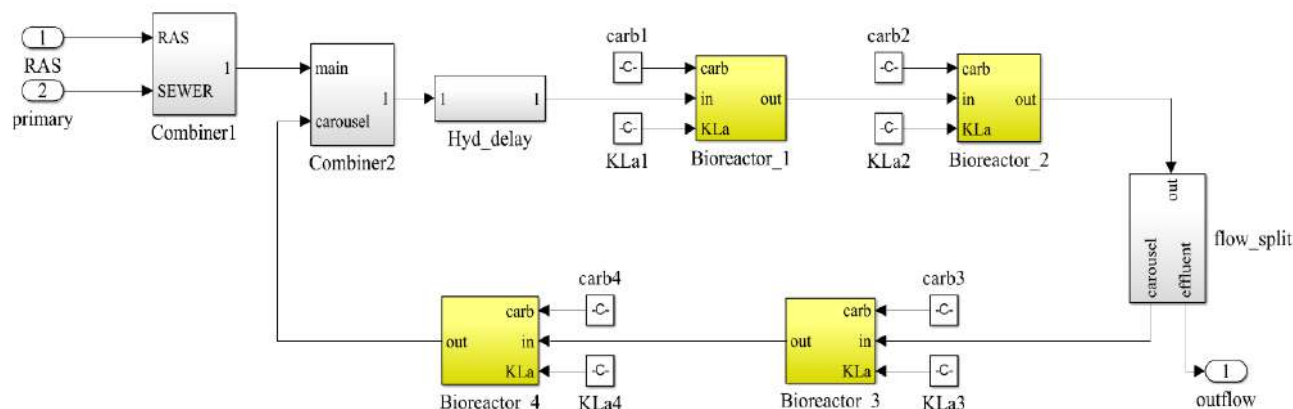 1
RAS
2
primary
RAS
SEWER
1
Combiner1
main
carousel
1
Combiner2
1
1
Hyd_delay
carb1
-C-
-C-
KLa1
carb
in
out
KLa
Bioreactor_1
carb2
-C-
-C-
KLa2
carb
in
out
KLa
Bioreactor_2
out
carousel
effluent
flow_split
carb4
-C-
carb
out
in
KLa
-C-
Bioreactor_4
KLa4
carb3
-C-
carb
out
in
KLa
-C-
Bioreactor_3
KLa3
1
outflow